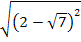 √((2 − √7)²)